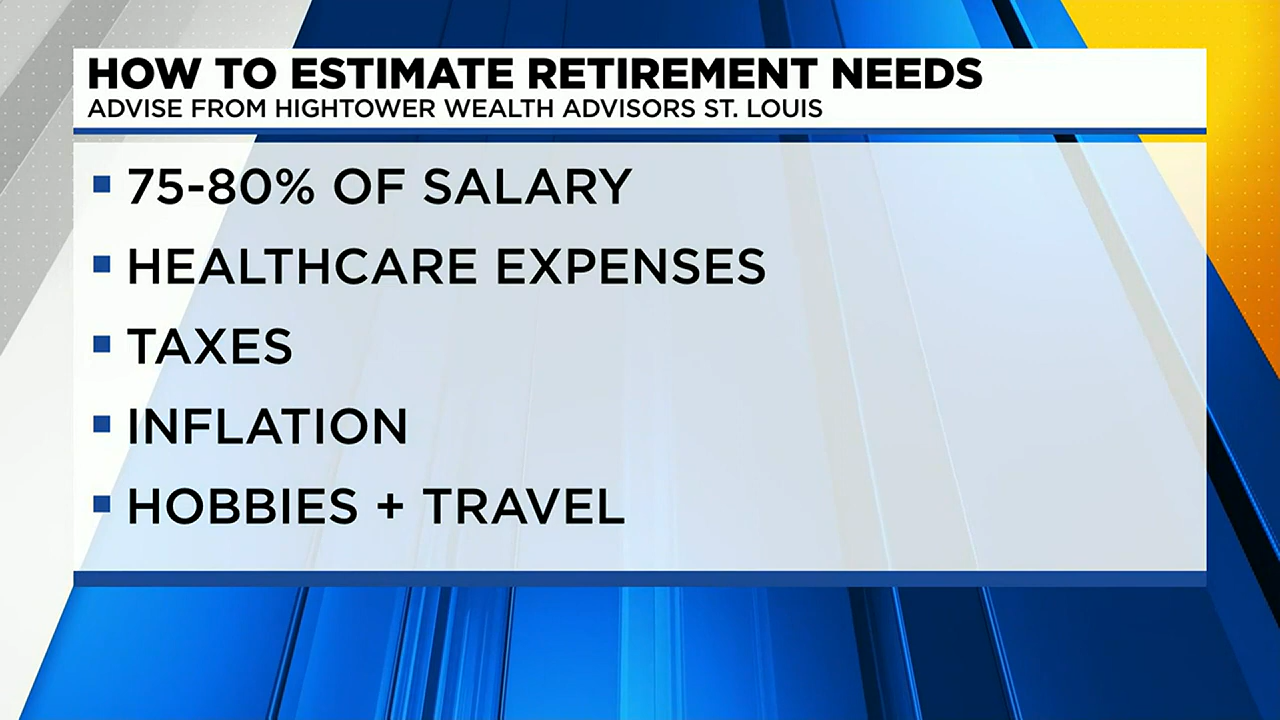 HOW TO ESTIMATE RETIREMENT NEEDS
ADVISE FROM HIGHTOWER WEALTH ADVISORS ST. LOUIS
75-80% OF SALARY
HEALTHCARE EXPENSES
TAXES
INFLATION
HOBBIES + TRAVEL